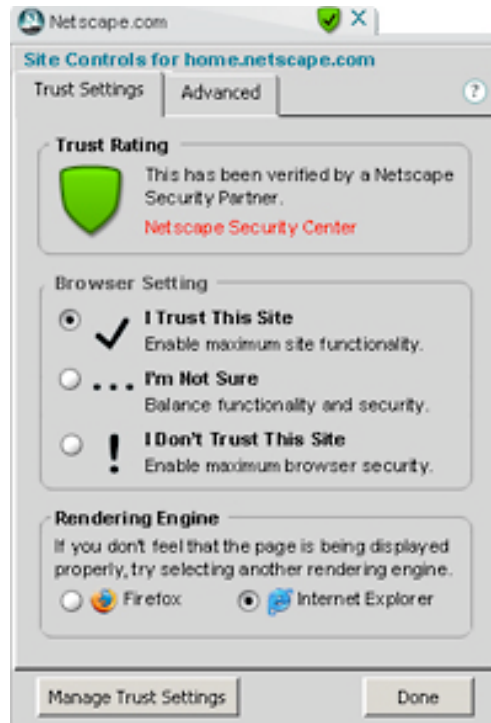 Netscape.com
Site Controls for home.netscape.com
Trust Settings
Advanced
?
Trust Rating
This has been verified by a Netscape
Security Partner.
Netscape Security Center
Browser Setting
I Trust This Site
Enable maximum site functionality.
I'm Not Sure
Balance functionality and security.
I Don't Trust This Site
Enable maximum browser security.
Rendering Engine
If you don't feel that the page is being displayed
properly, try selecting another rendering engine.
Firefox
Internet Explorer
Manage Trust Settings
Done